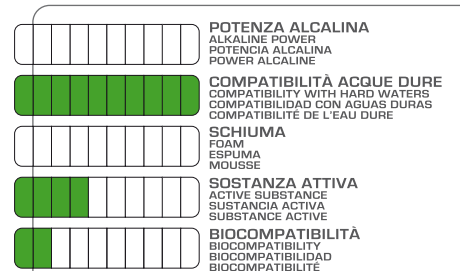 POTENZA ALCALINA
ALKALINE POWER
POTENCIA ALCALINA
POWER ALCALINE
COMPATIBILITÀ ACQUE DURE
COMPATIBILITY WITH HARD WATERS
COMPATIBILIDAD CON AGUAS DURAS
COMPATIBILITÉ DE L'EAU DURE
SCHIUMA
FOAM
ESPUMA
MOUSSE
SOSTANZA ATTIVA
ACTIVE SUBSTANCE
SUSTANCIA ACTIVA
SUBSTANCE ACTIVE
BIOCOMPATIBILITÀ
BIOCOMPATIBILITY
BIOCOMPATIBILIDAD
BIOCOMPATIBILITÉ